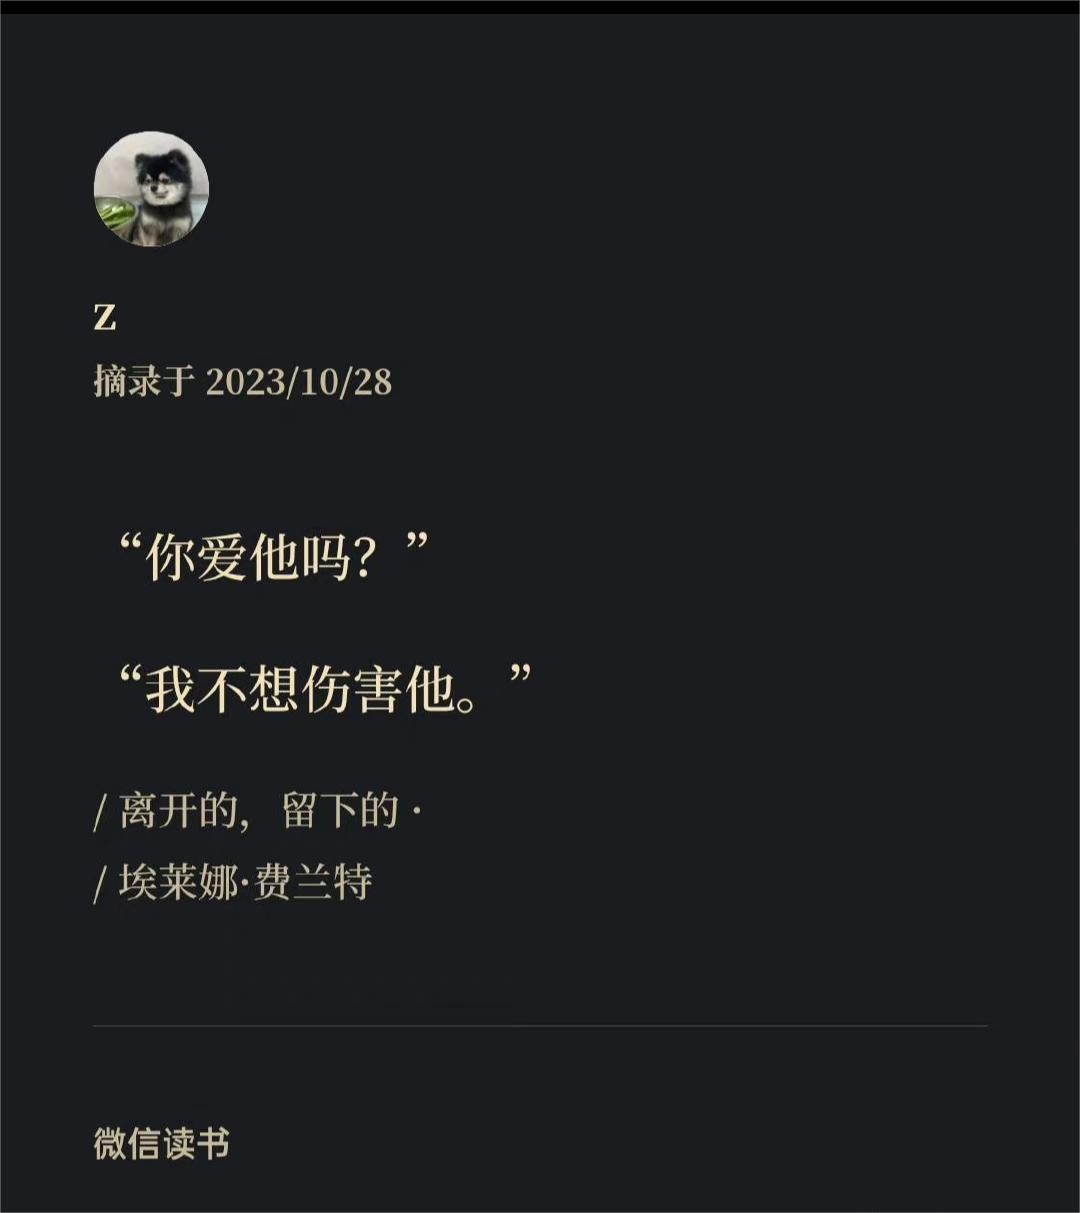 z
摘录于 2023/10/28
“你爱他吗？”
“我不想伤害他。”
/ 离开的，留下的 ·
/ 埃莱娜·费兰特
微信读书